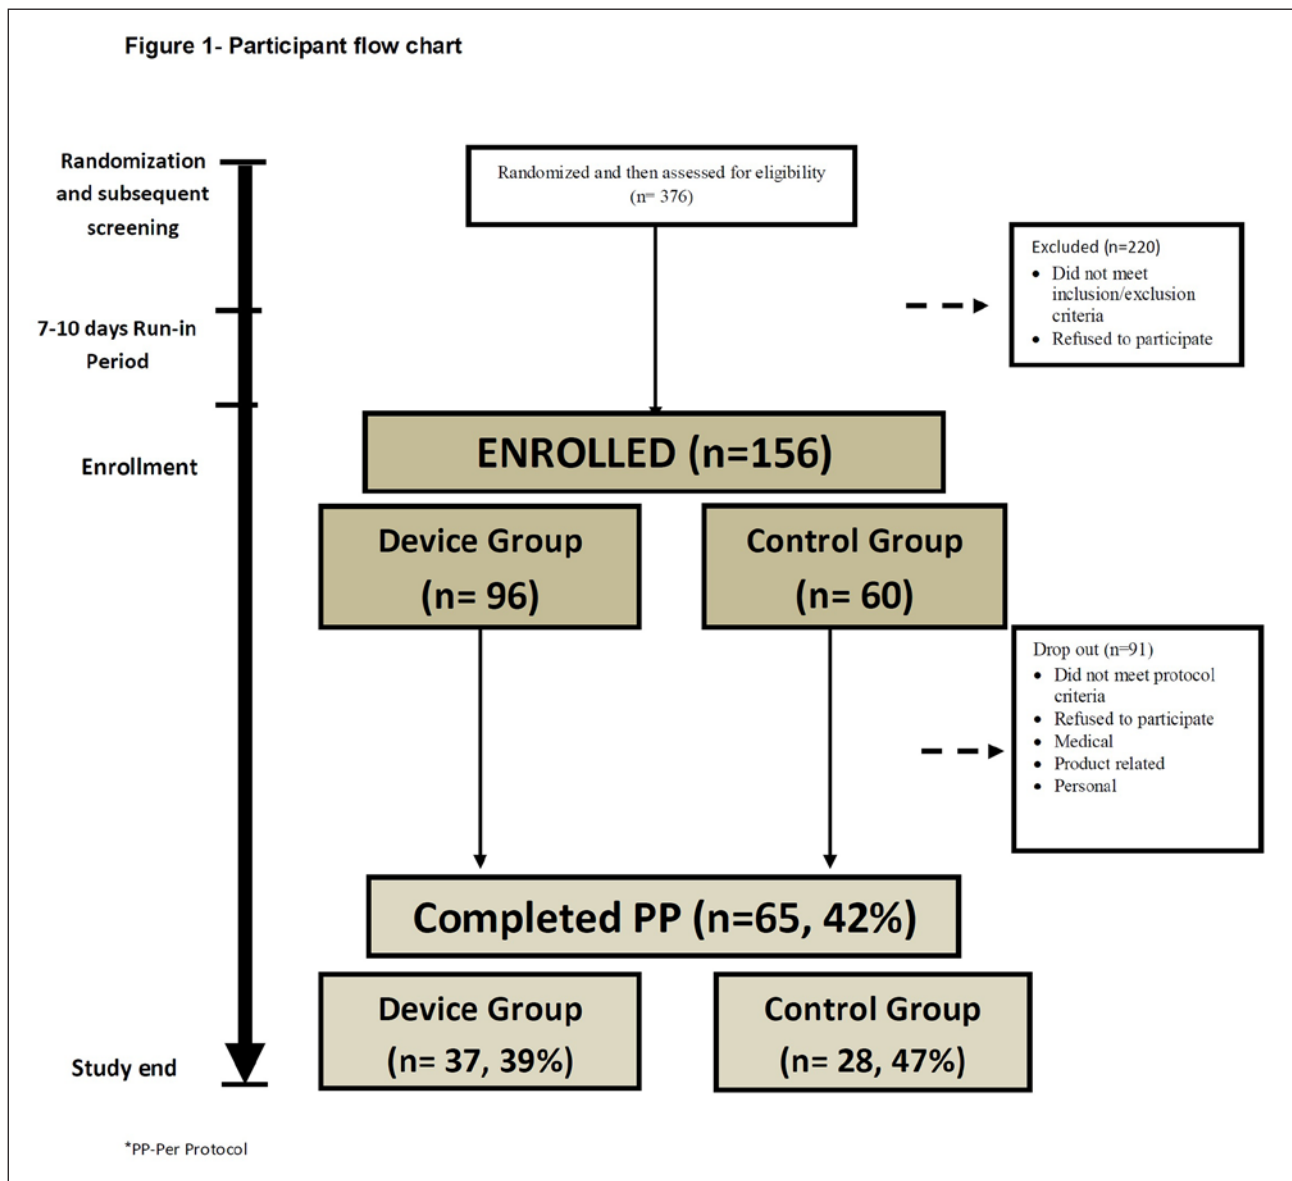 Figure 1- Participant flow chart
Randomization
and subsequent
screening
Randomized and then assessed for eligibility
(n= 376)
Excluded (n=220)
• Did not meet
inclusion/exclusion
criteria
• Refused to participate
7-10 days Run-in
Period
ENROLLED (n=156)
Enrollment
Device Group
(n= 96)
Control Group
(n= 60)
Drop out (n=91)
• Did not meet protocol
criteria
• Refused to participate
• Medical
• Product related
• Personal
Completed PP (n=65, 42%)
Device Group
(n= 37, 39%)
Control Group
(n= 28, 47%)
Study end
*PP-Per Protocol